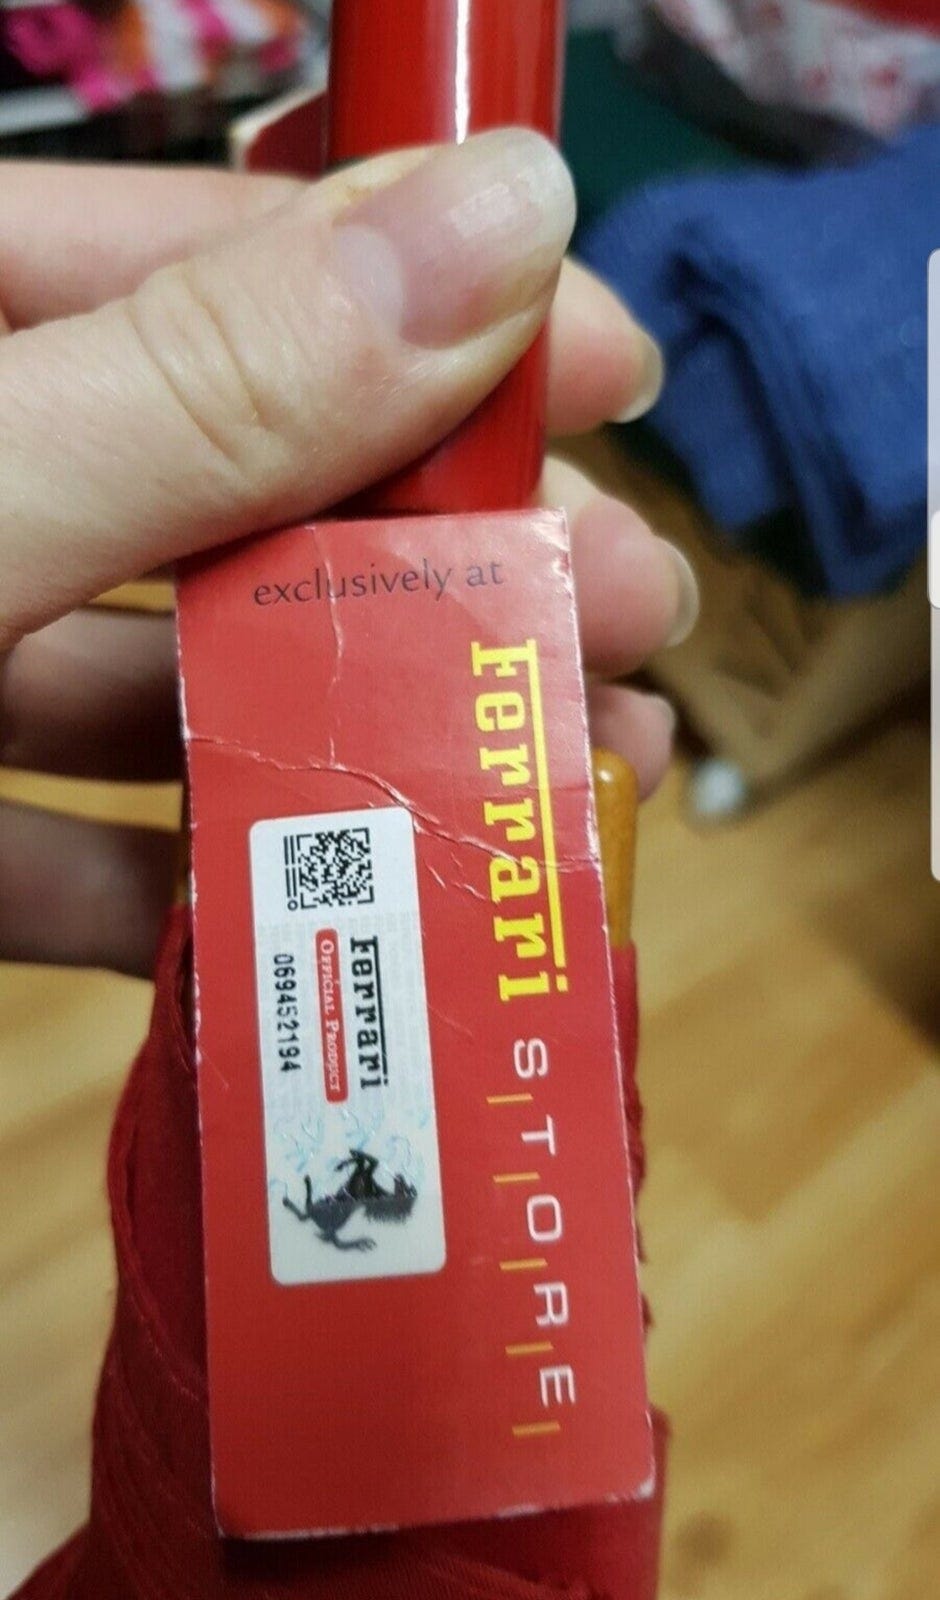 exclusively at
Ferrari STORE
Ferrari
OFFICIAL PRODUCT
069452194